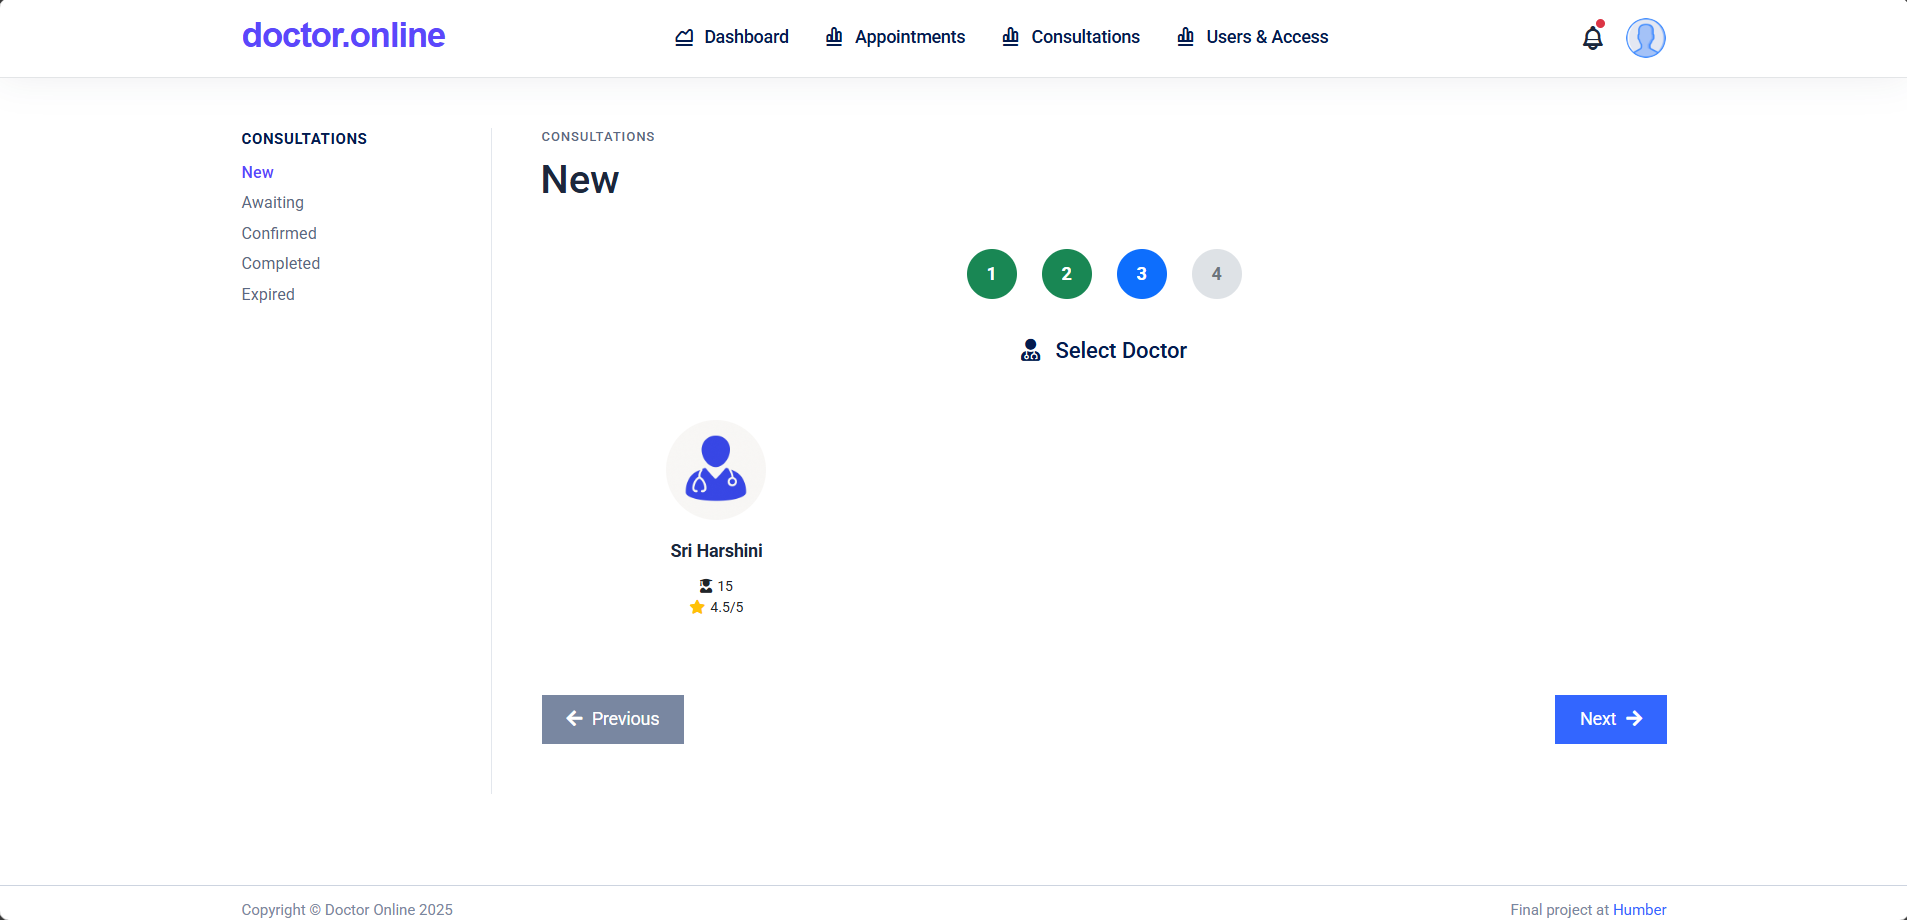 doctor.online
Dashboard
Appointments
Consultations
Users & Access
CONSULTATIONS
New
Awaiting
Confirmed
Completed
Expired
CONSULTATIONS
New
1 2 3 4
Select Doctor
Sri Harshini
15
4.5/5
Previous
Next
Copyright © Doctor Online 2025
Final project at Humber